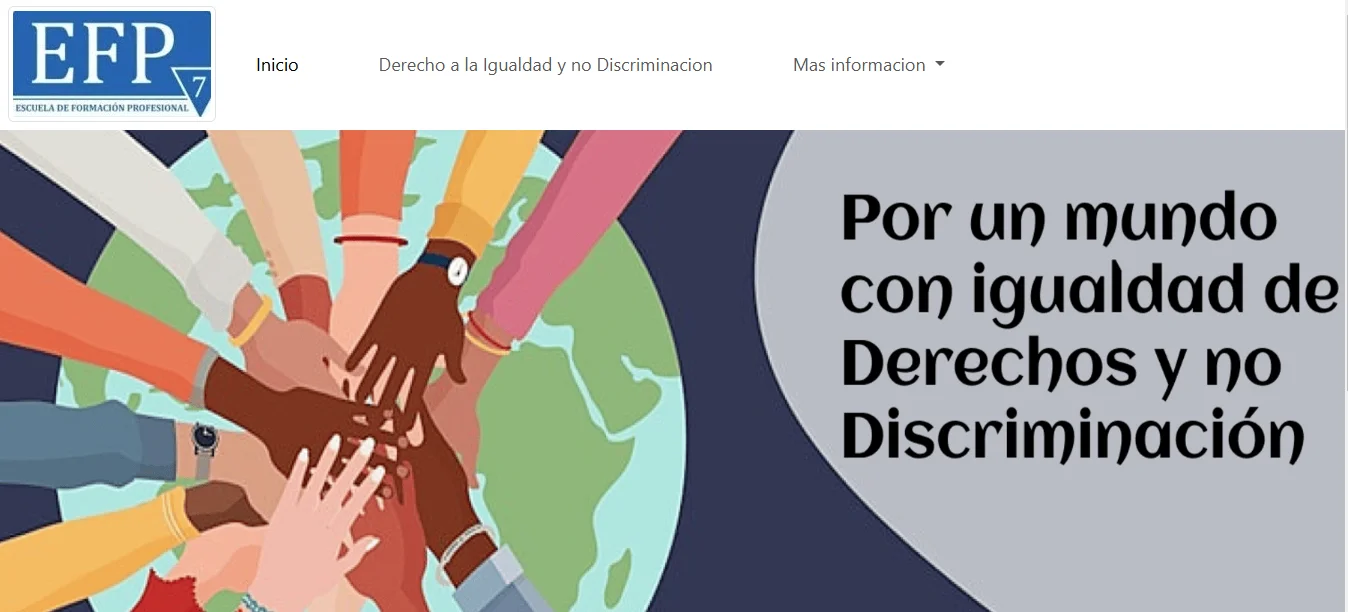 EFP
7
ESCUELA DE FORMACIÓN PROFESIONAL
Inicio
Derecho a la Igualdad y no Discriminacion
Mas informacion
Por un mundo
con igualdad de
Derechos y no
Discriminación